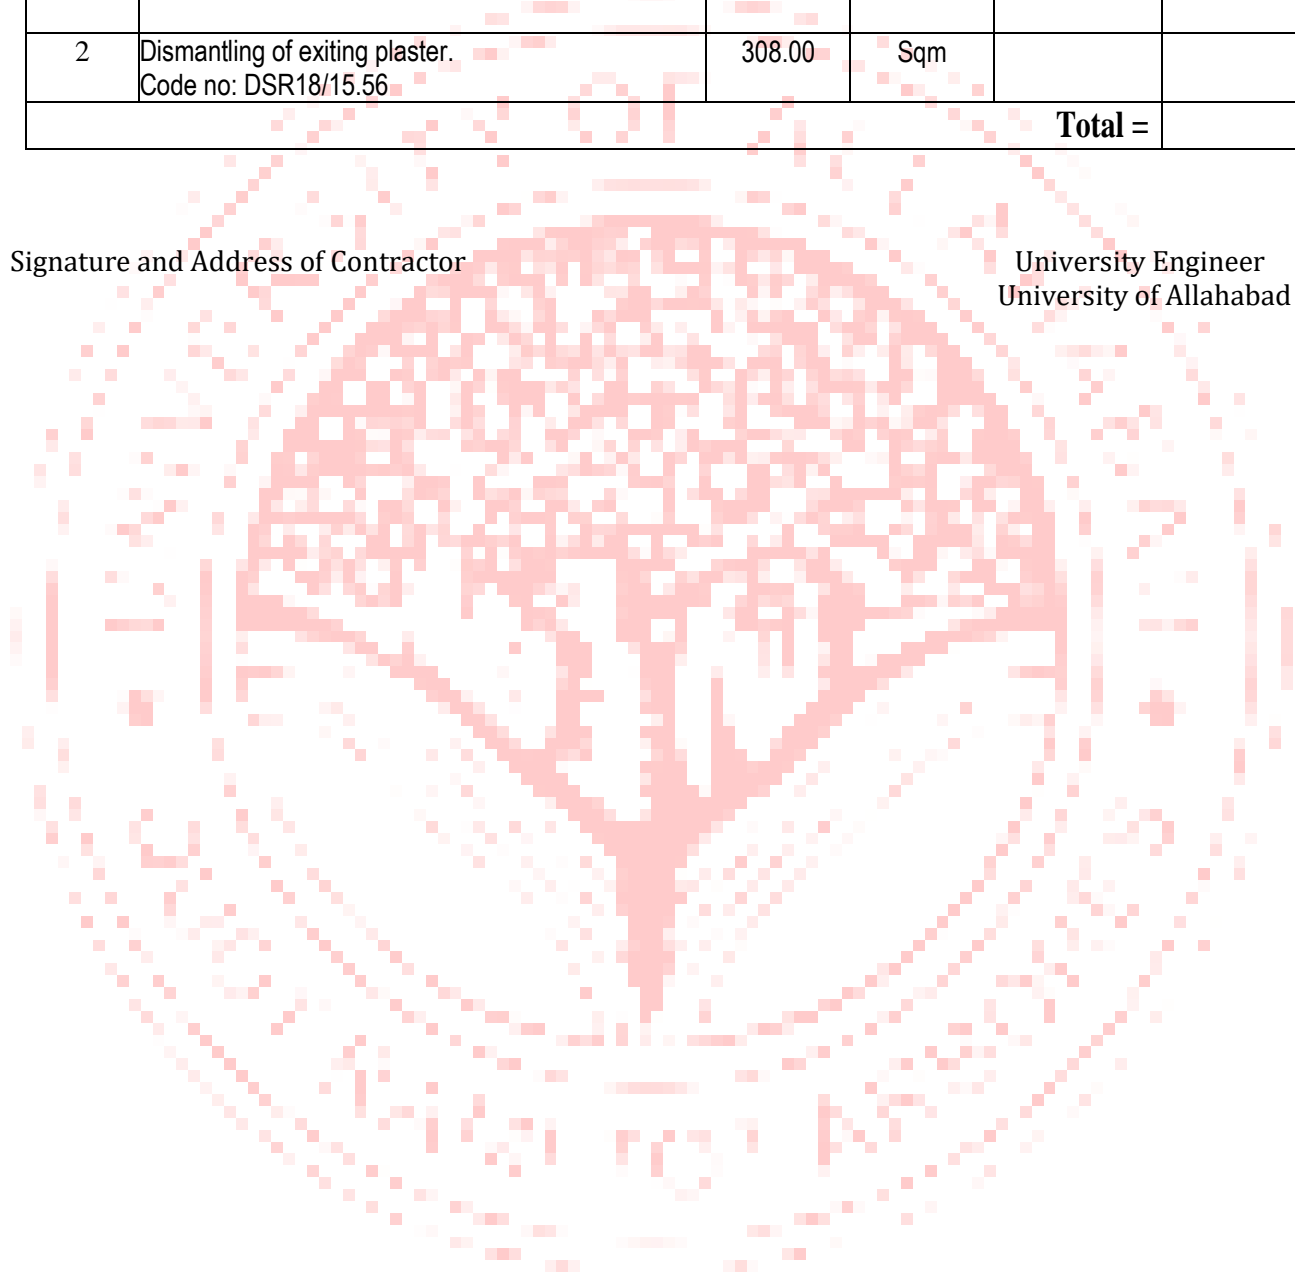 2 Dismantling of exiting plaster. 308.00 Sqm
Code no: DSR18/15.56
Total =
Signature and Address of Contractor University Engineer
University of Allahabad